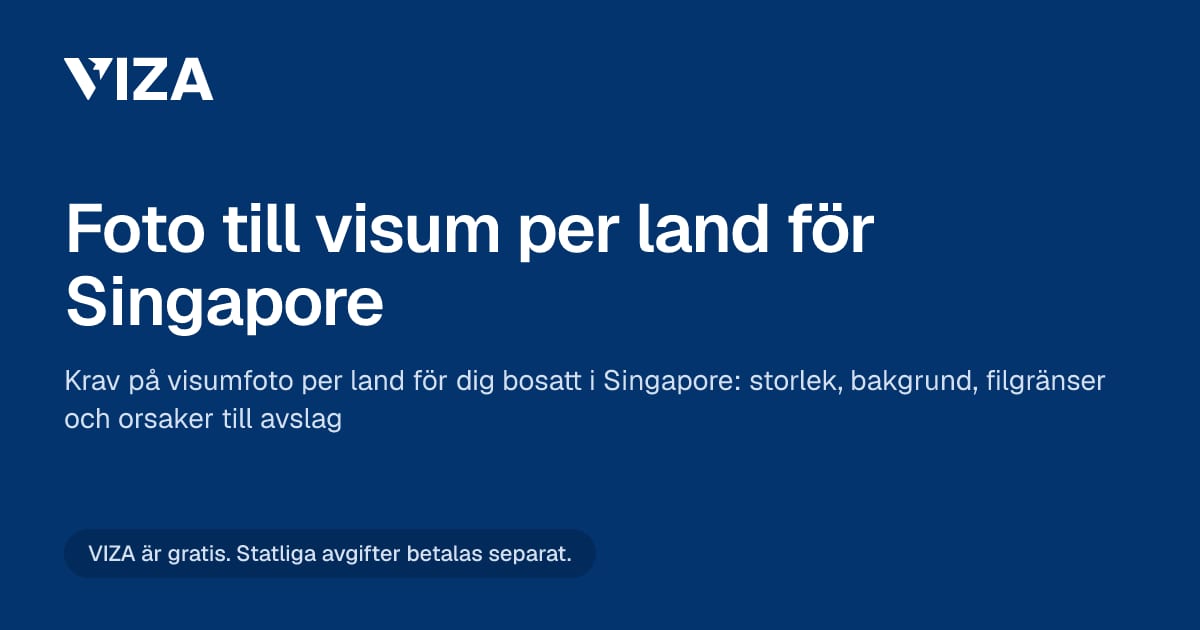 VIZA
Foto till visum per land för
Singapore
Krav på visumfoto per land för dig bosatt i Singapore: storlek, bakgrund, filgränser
och orsaker till avslag
VIZA är gratis. Statliga avgifter betalas separat.